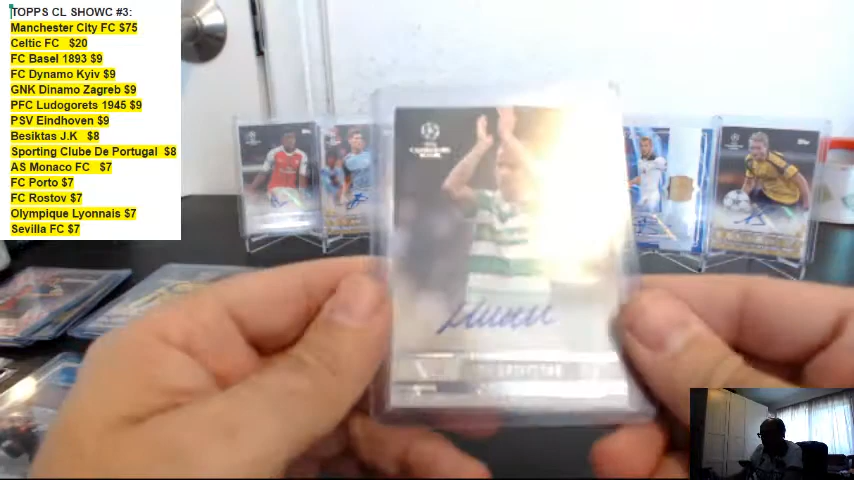 TOPPS CL SHOWC #3:
Manchester City FC $75
Celtic FC $20
FC Basel 1893 $9
FC Dynamo Kyiv $9
GNK Dinamo Zagreb $9
PFC Ludogorets 1945 $9
PSV Eindhoven $9
Besiktas J.K $8
Sporting Clube De Portugal $8
AS Monaco FC $7
FC Porto $7
FC Rostov $7
Olympique Lyonnais $7
Sevilla FC $7